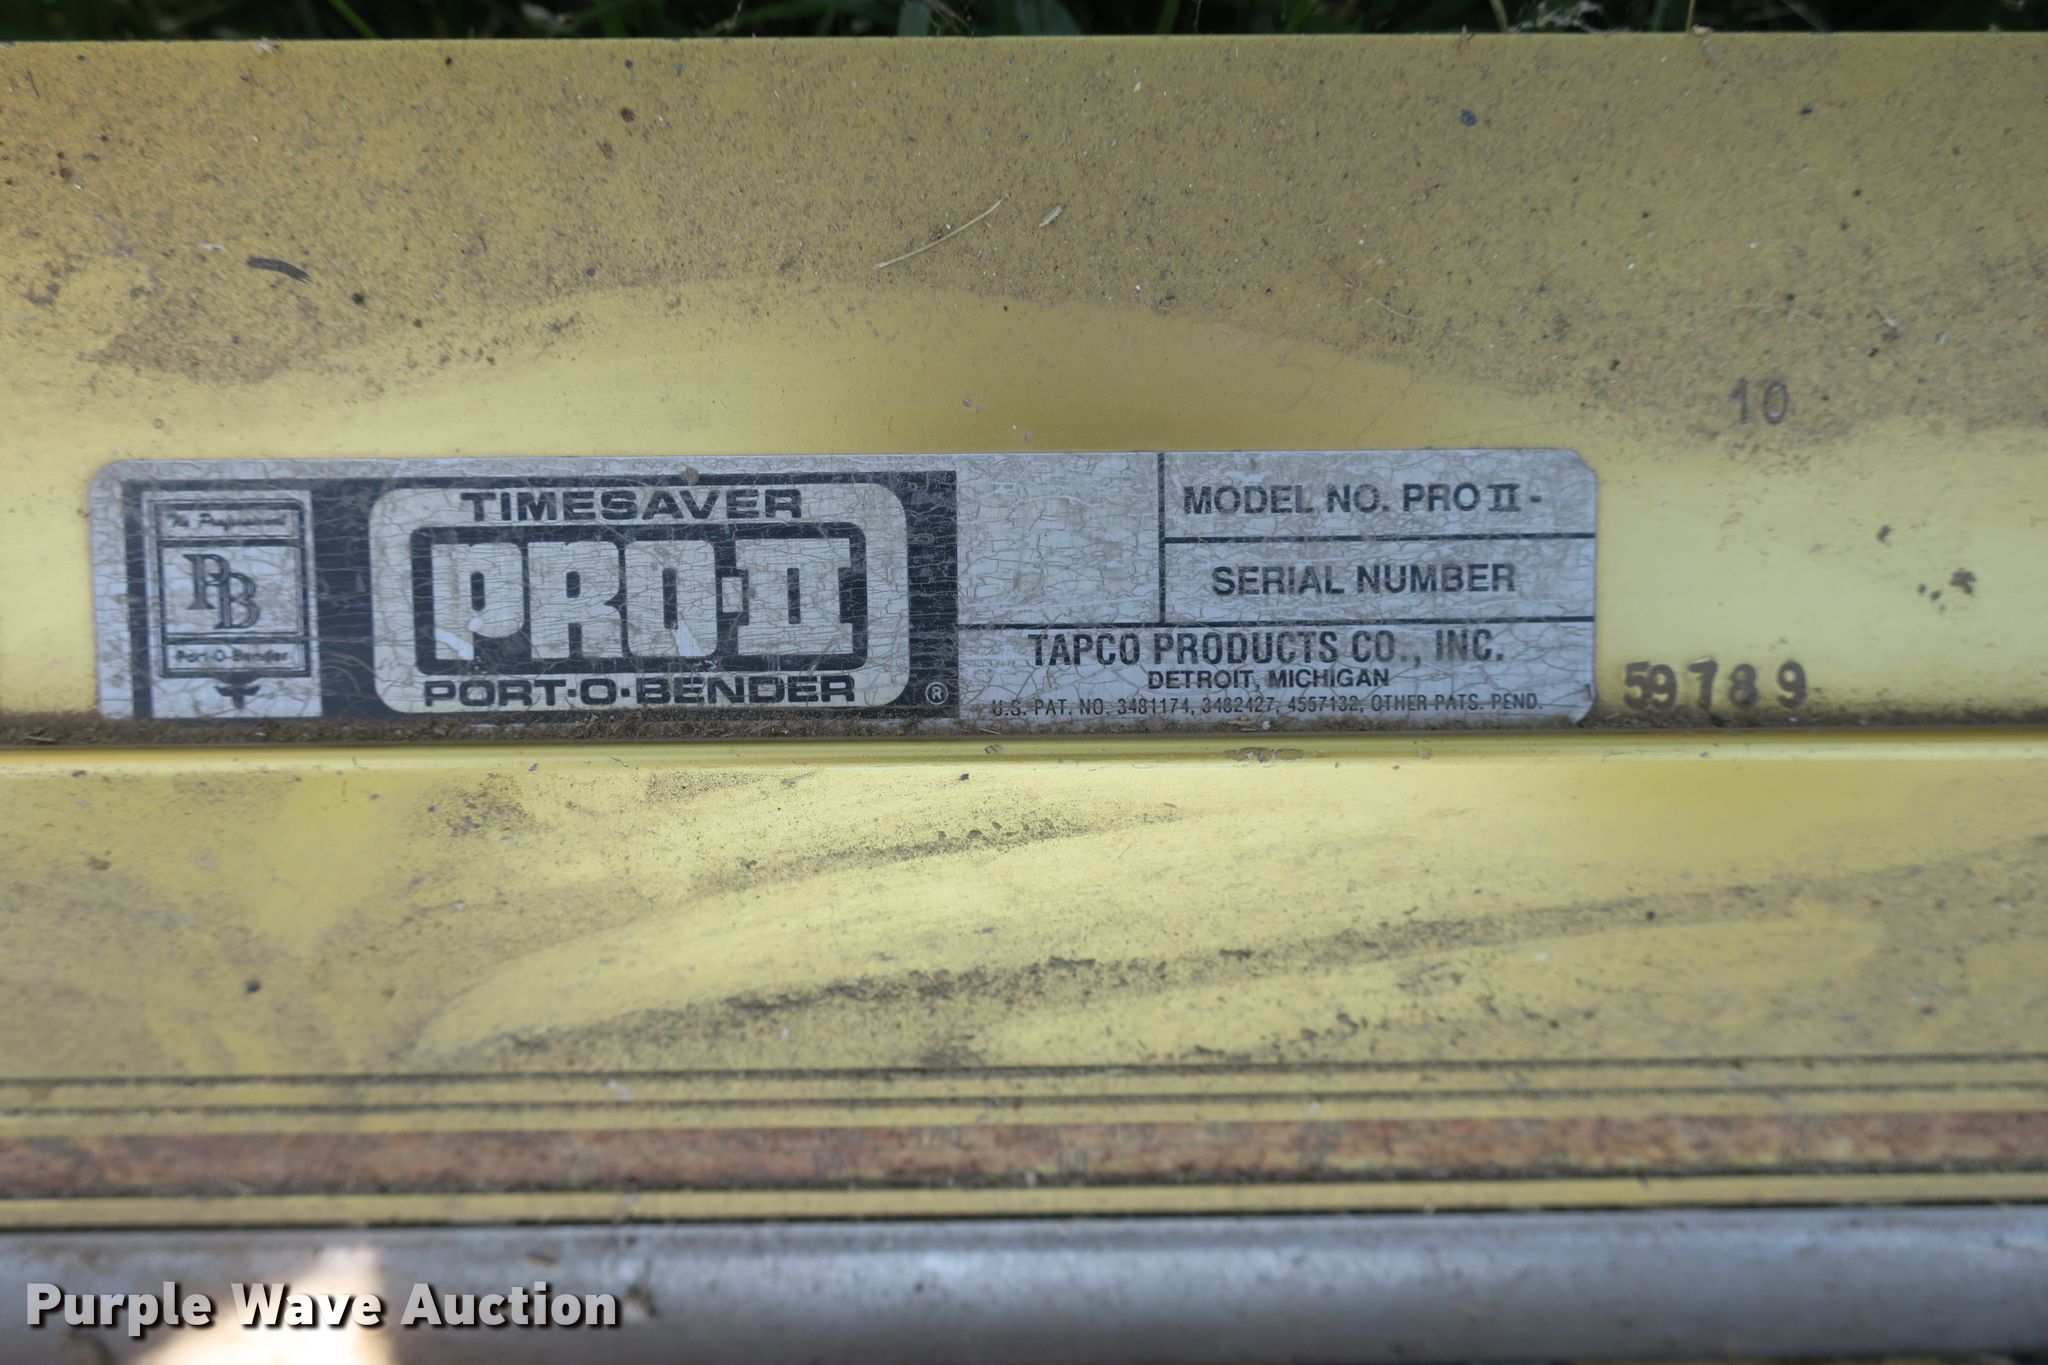 10
The Professional
PB
Port-O-Bender
TIMESAVER
PRO-II
PORT-O-BENDER ®
MODEL NO. PRO II -
SERIAL NUMBER
TAPCO PRODUCTS CO., INC.
DETROIT, MICHIGAN
U.S. PAT. NO. 3481174, 3482427, 4557132, OTHER PATS. PEND.
59789
Purple Wave Auction